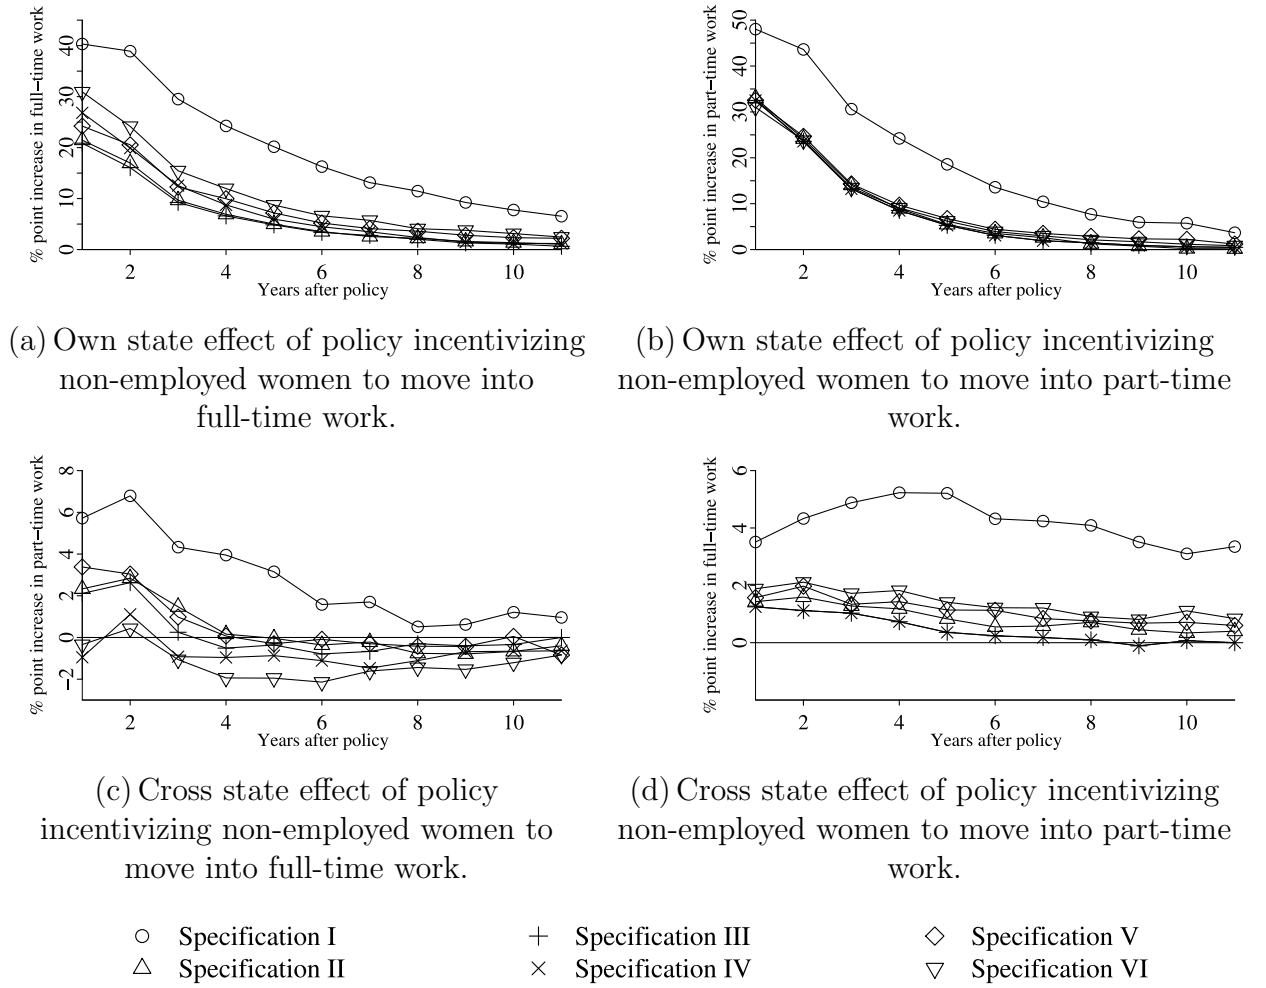 % point increase in full−time work
0 10 20 30 40
2 4 6 8 10
Years after policy
(a) Own state effect of policy incentivizing
non-employed women to move into
full-time work.
% point increase in part−time work
0 10 20 30 40 50
2 4 6 8 10
Years after policy
(b) Own state effect of policy incentivizing
non-employed women to move into part-time
work.
% point increase in part−time work
−2 0 2 4 6 8
2 4 6 8 10
Years after policy
(c) Cross state effect of policy
incentivizing non-employed women to
move into full-time work.
% point increase in full−time work
0 2 4 6
2 4 6 8 10
Years after policy
(d) Cross state effect of policy incentivizing
non-employed women to move into part-time
work.
Specification I
Specification III
Specification V
Specification II
Specification IV
Specification VI